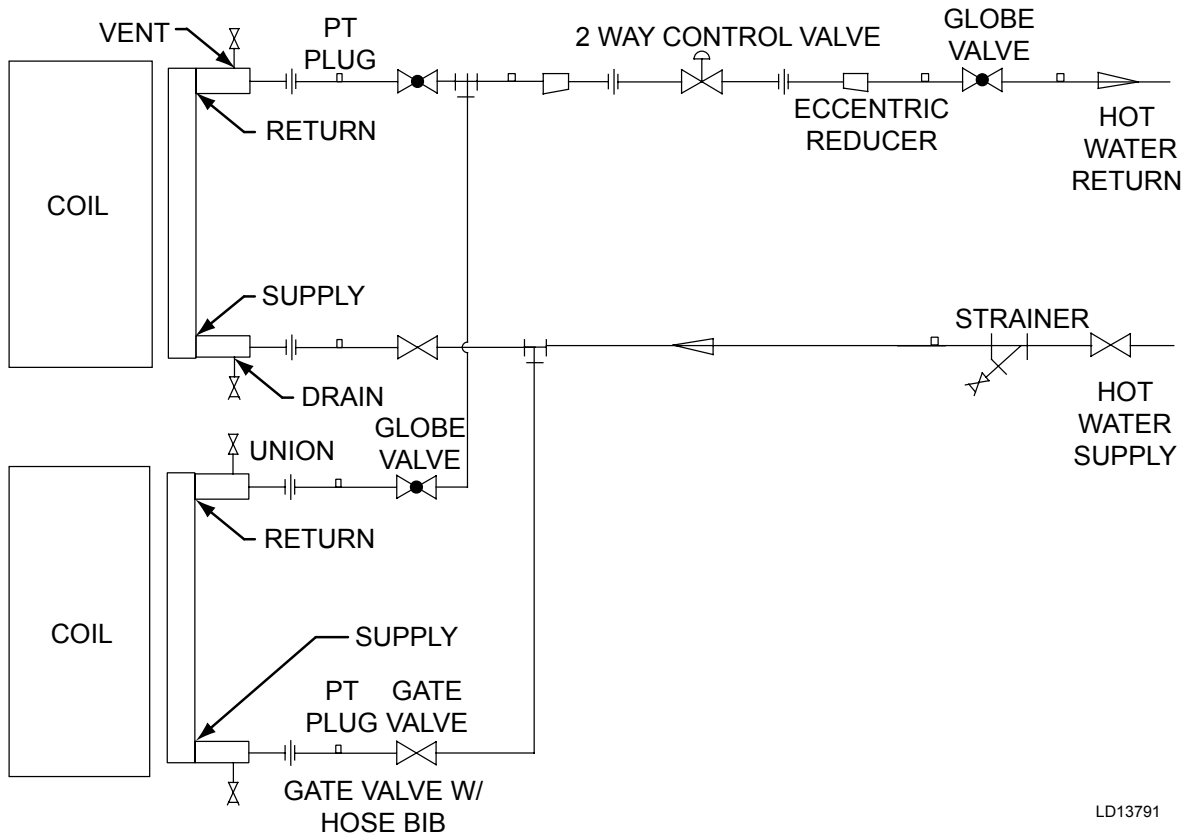 VENT
PT
PLUG
2 WAY CONTROL VALVE
GLOBE
VALVE
COIL
RETURN
ECCENTRIC
REDUCER
HOT
WATER
RETURN
SUPPLY
STRAINER
DRAIN
HOT
WATER
SUPPLY
GLOBE
VALVE
UNION
RETURN
COIL
SUPPLY
PT
PLUG
GATE
VALVE
GATE VALVE W/
HOSE BIB
LD13791